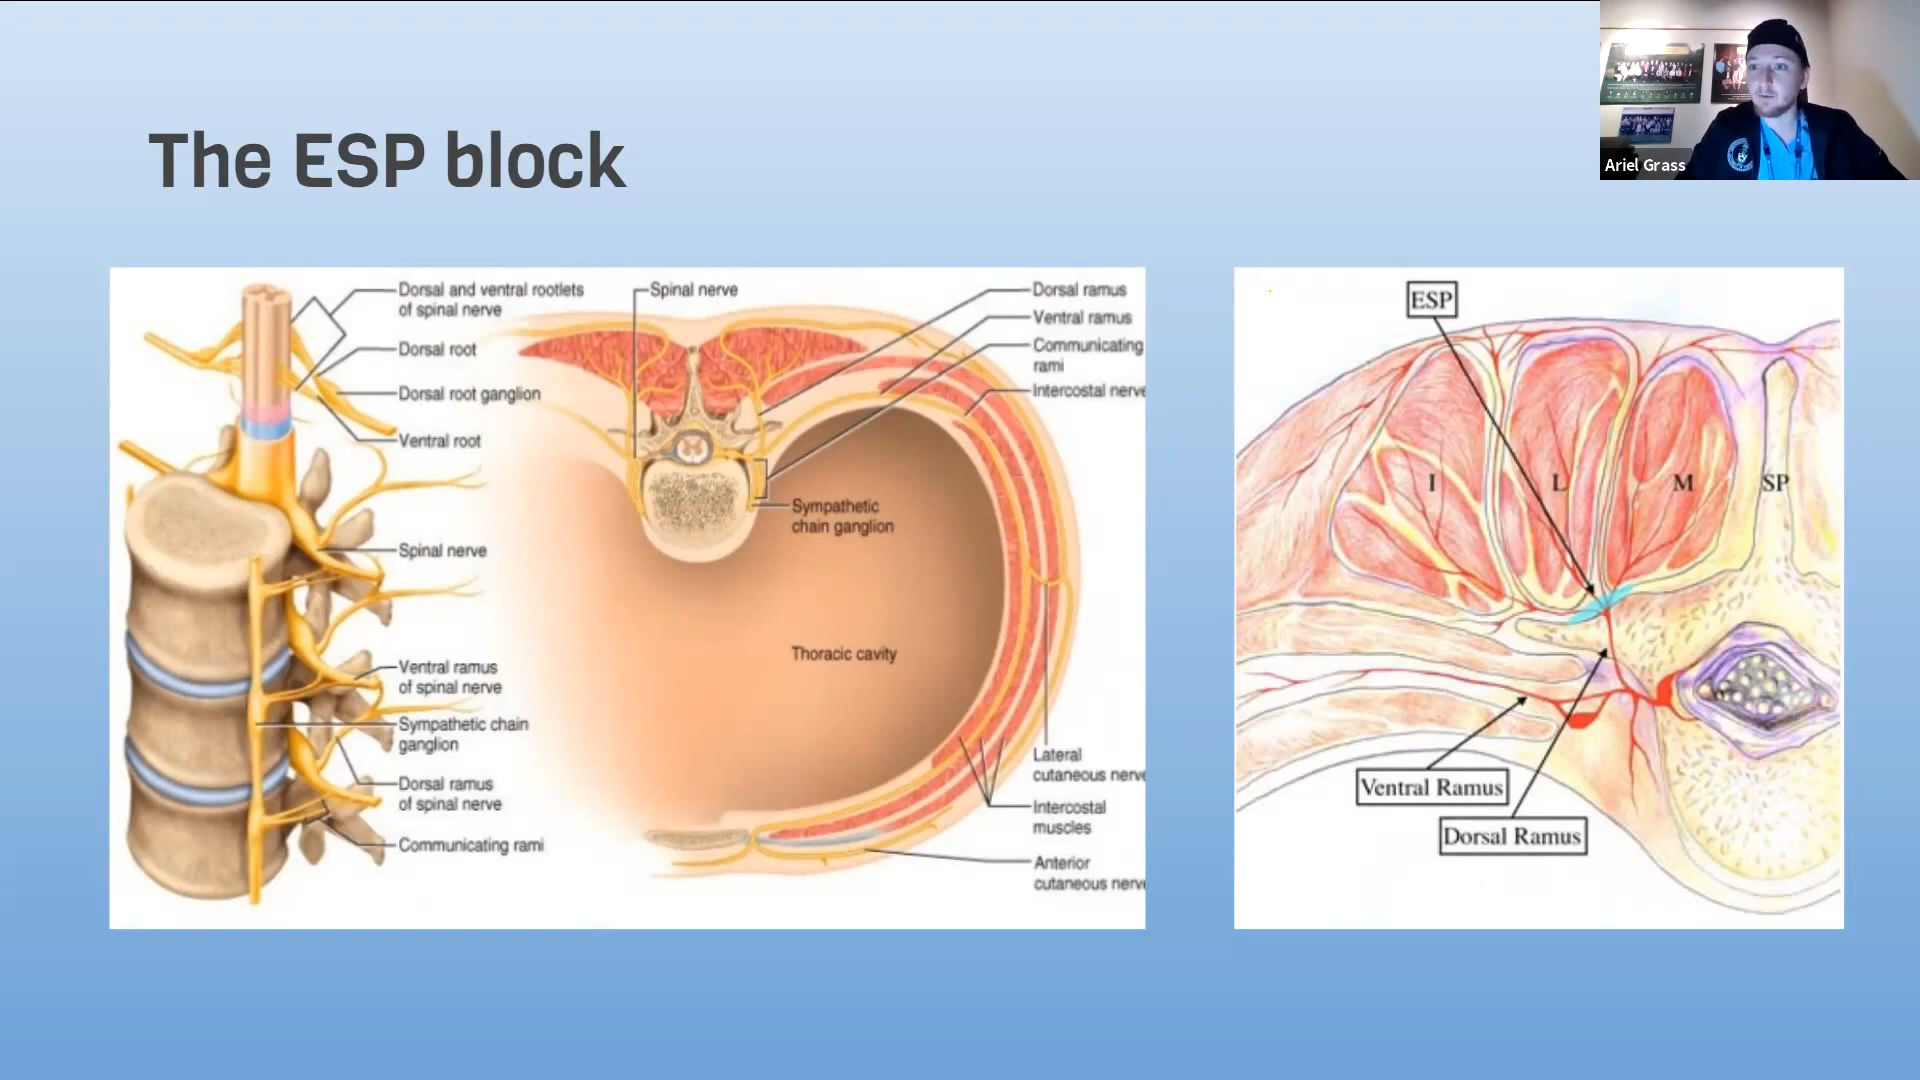 Ariel Grass
The ESP block
Dorsal and ventral rootlets
of spinal nerve
Dorsal root
Dorsal root ganglion
Ventral root
Spinal nerve
Ventral ramus
of spinal nerve
Sympathetic chain
ganglion
Dorsal ramus
of spinal nerve
Communicating rami
Spinal nerve
Dorsal ramus
Ventral ramus
Communicating
rami
Intercostal nerve
Sympathetic
chain ganglion
Thoracic cavity
Lateral
cutaneous nerve
Intercostal
muscles
Anterior
cutaneous nerve
ESP
I
L
M
SP
Ventral Ramus
Dorsal Ramus